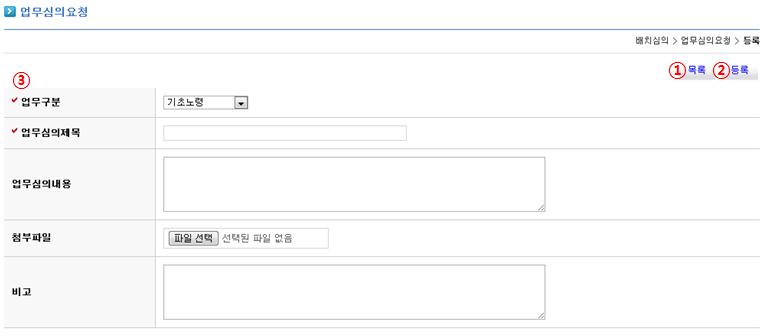 업무심의요청
배치심의 > 업무심의요청 > 등록
① 목록 ② 등록
③
업무구분 기초노령
업무심의제목
업무심의내용
첨부파일 파일 선택 선택된 파일 없음
비고